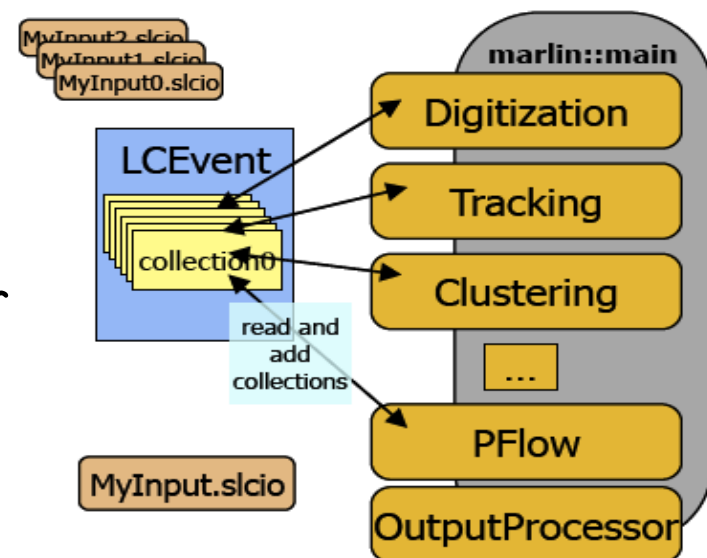 MyInput2.slcio
MyInput1.slcio
MyInput0.slcio
marlin::main
Digitization
LCEvent
Tracking
collection0
Clustering
read and
add
collections
...
PFlow
MyInput.slcio
OutputProcessor